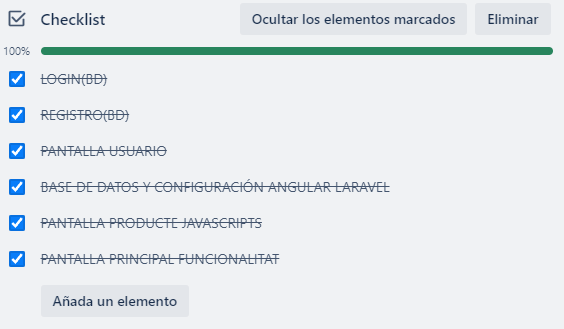 Checklist
Ocultar los elementos marcados
Eliminar
100%
LOGIN(BD)
REGISTRO(BD)
PANTALLA USUARIO
BASE DE DATOS Y CONFIGURACIÓN ANGULAR LARAVEL
PANTALLA PRODUCTE JAVASCRIPTS
PANTALLA PRINCIPAL FUNCIONALITAT
Añada un elemento